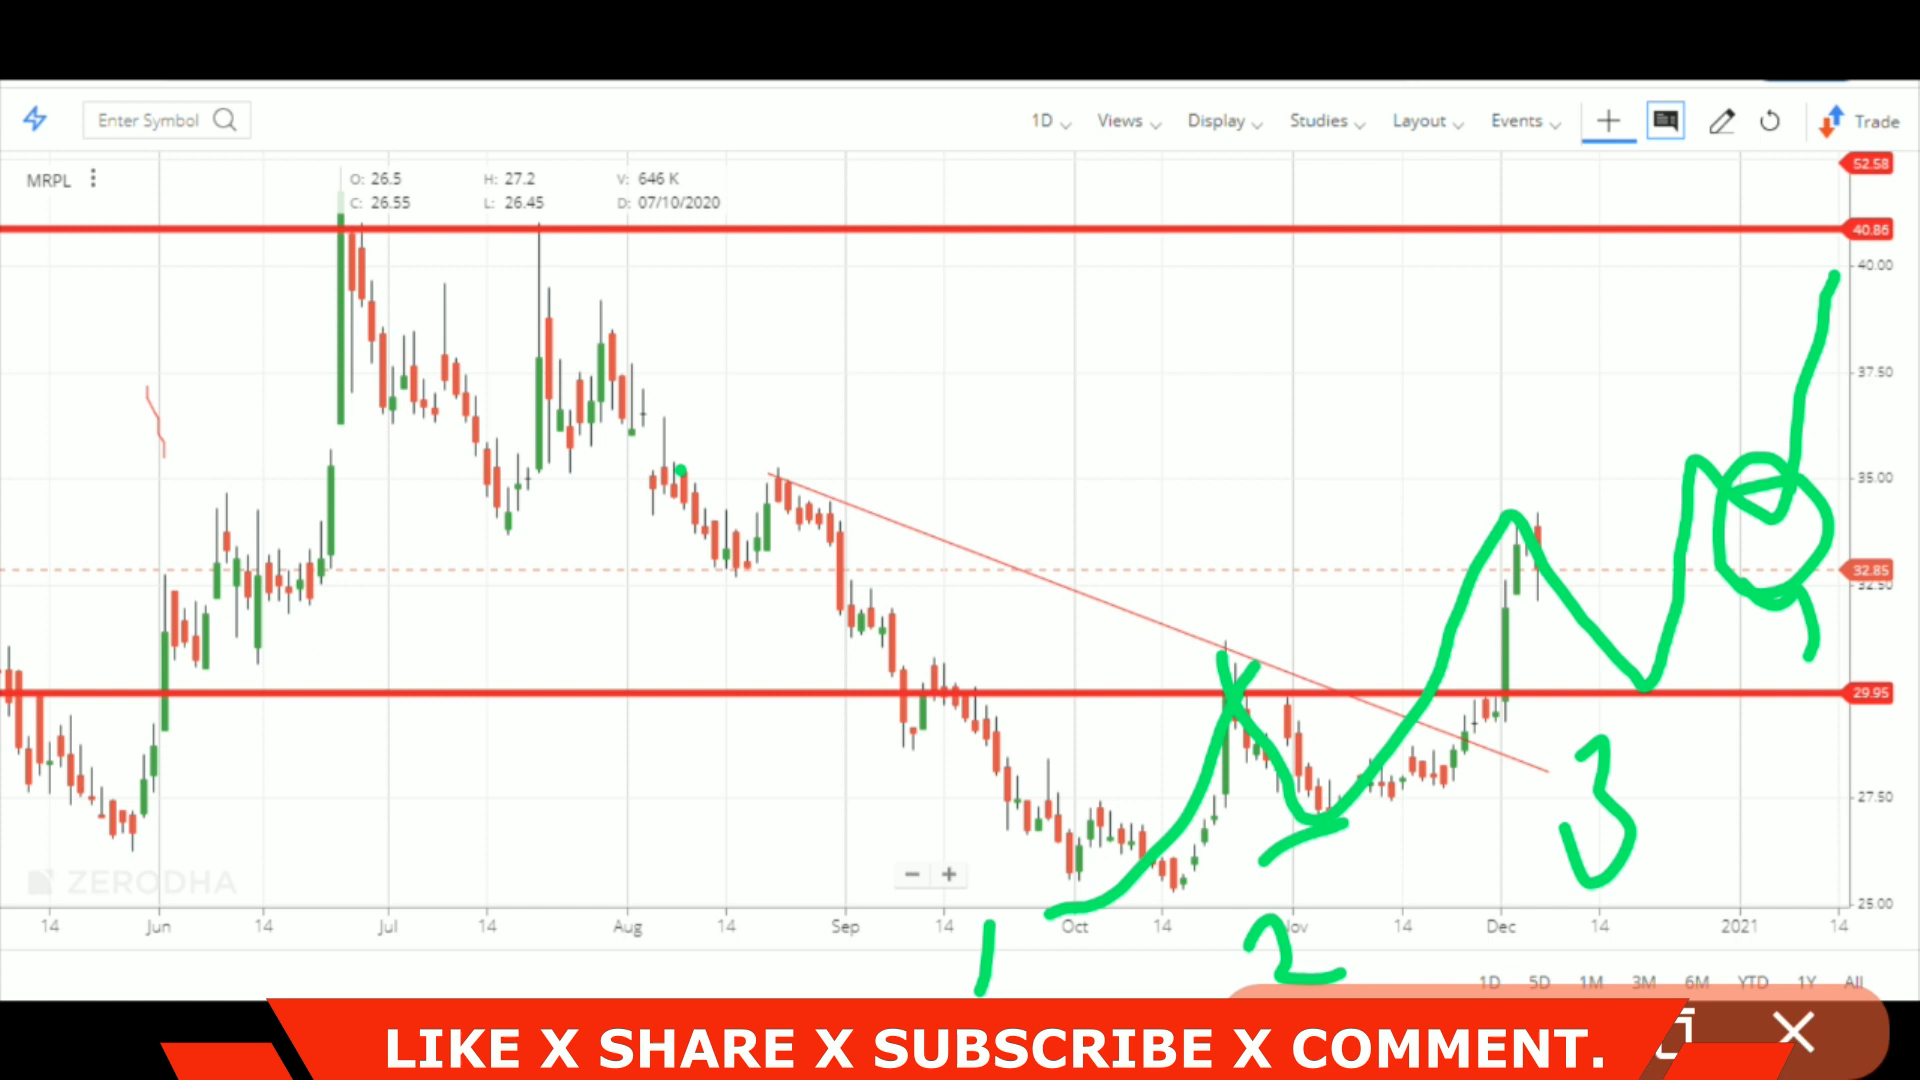 Enter Symbol 1D Views Display Studies Layout Events Trade
52.58
MRPL O: 26.5 H: 27.2 V: 646 K
C: 26.55 L: 26.45 D: 07/10/2020
40.86
40.00
37.50
35.00
32.85
32.50
29.95
3
27.50
ZERODHA
25.00
14 Jun 14 Jul 14 Aug 14 Sep 14 Oct 14 Nov 14 Dec 14 2021 14
1 2
1D 5D 1M 3M 6M YTD 1Y All
LIKE X SHARE X SUBSCRIBE X COMMENT.